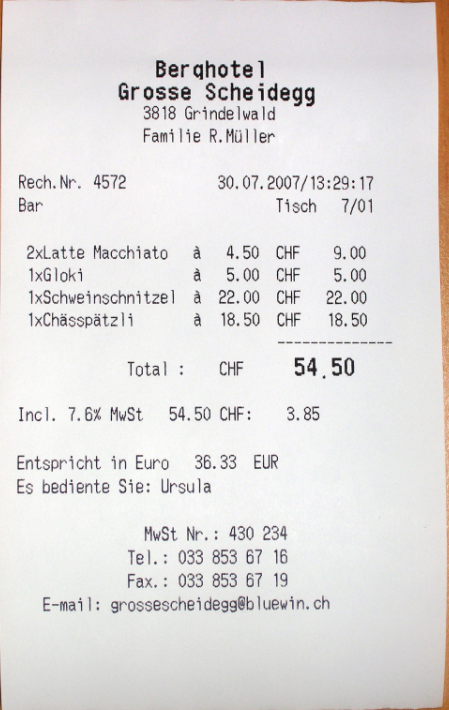 Berghotel
Grosse Scheidegg
3818 Grindelwald
Familie R.Müller
Rech.Nr. 4572 30.07.2007/13:29:17
Bar Tisch 7/01
2xLatte Macchiato à 4.50 CHF 9.00
1xGloki à 5.00 CHF 5.00
1xSchweinschnitzel à 22.00 CHF 22.00
1xChässpätzli à 18.50 CHF 18.50
--------------
Total : CHF 54.50
Incl. 7.6% MwSt 54.50 CHF: 3.85
Entspricht in Euro 36.33 EUR
Es bediente Sie: Ursula
MwSt Nr.: 430 234
Tel.: 033 853 67 16
Fax.: 033 853 67 19
E-mail: grossescheidegg@bluewin.ch